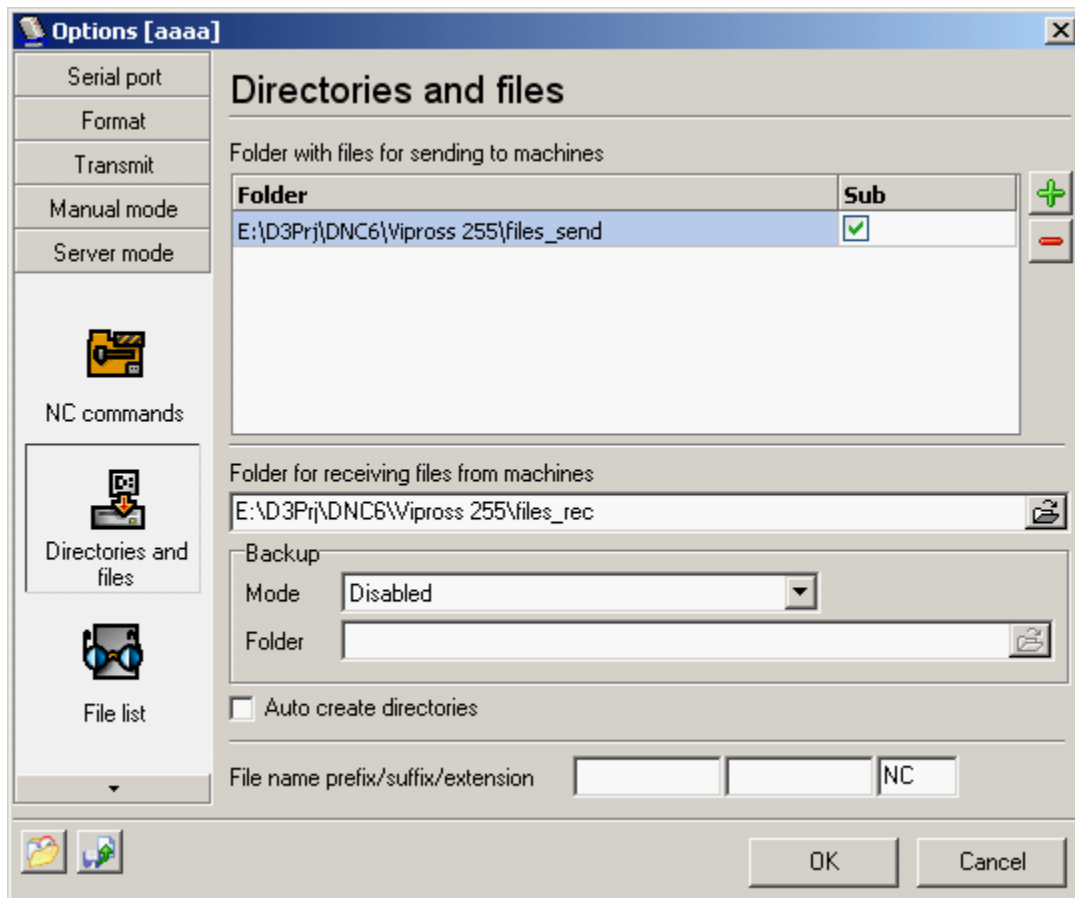 Options [aaaa]
Serial port
Format
Transmit
Manual mode
Server mode
NC commands
Directories and
files
File list
Directories and files
Folder with files for sending to machines
Folder Sub
E:\D3Prj\DNC6\Vipross 255\files_send
Folder for receiving files from machines
E:\D3Prj\DNC6\Vipross 255\files_rec
Backup
Mode Disabled
Folder
Auto create directories
File name prefix/suffix/extension NC
OK Cancel